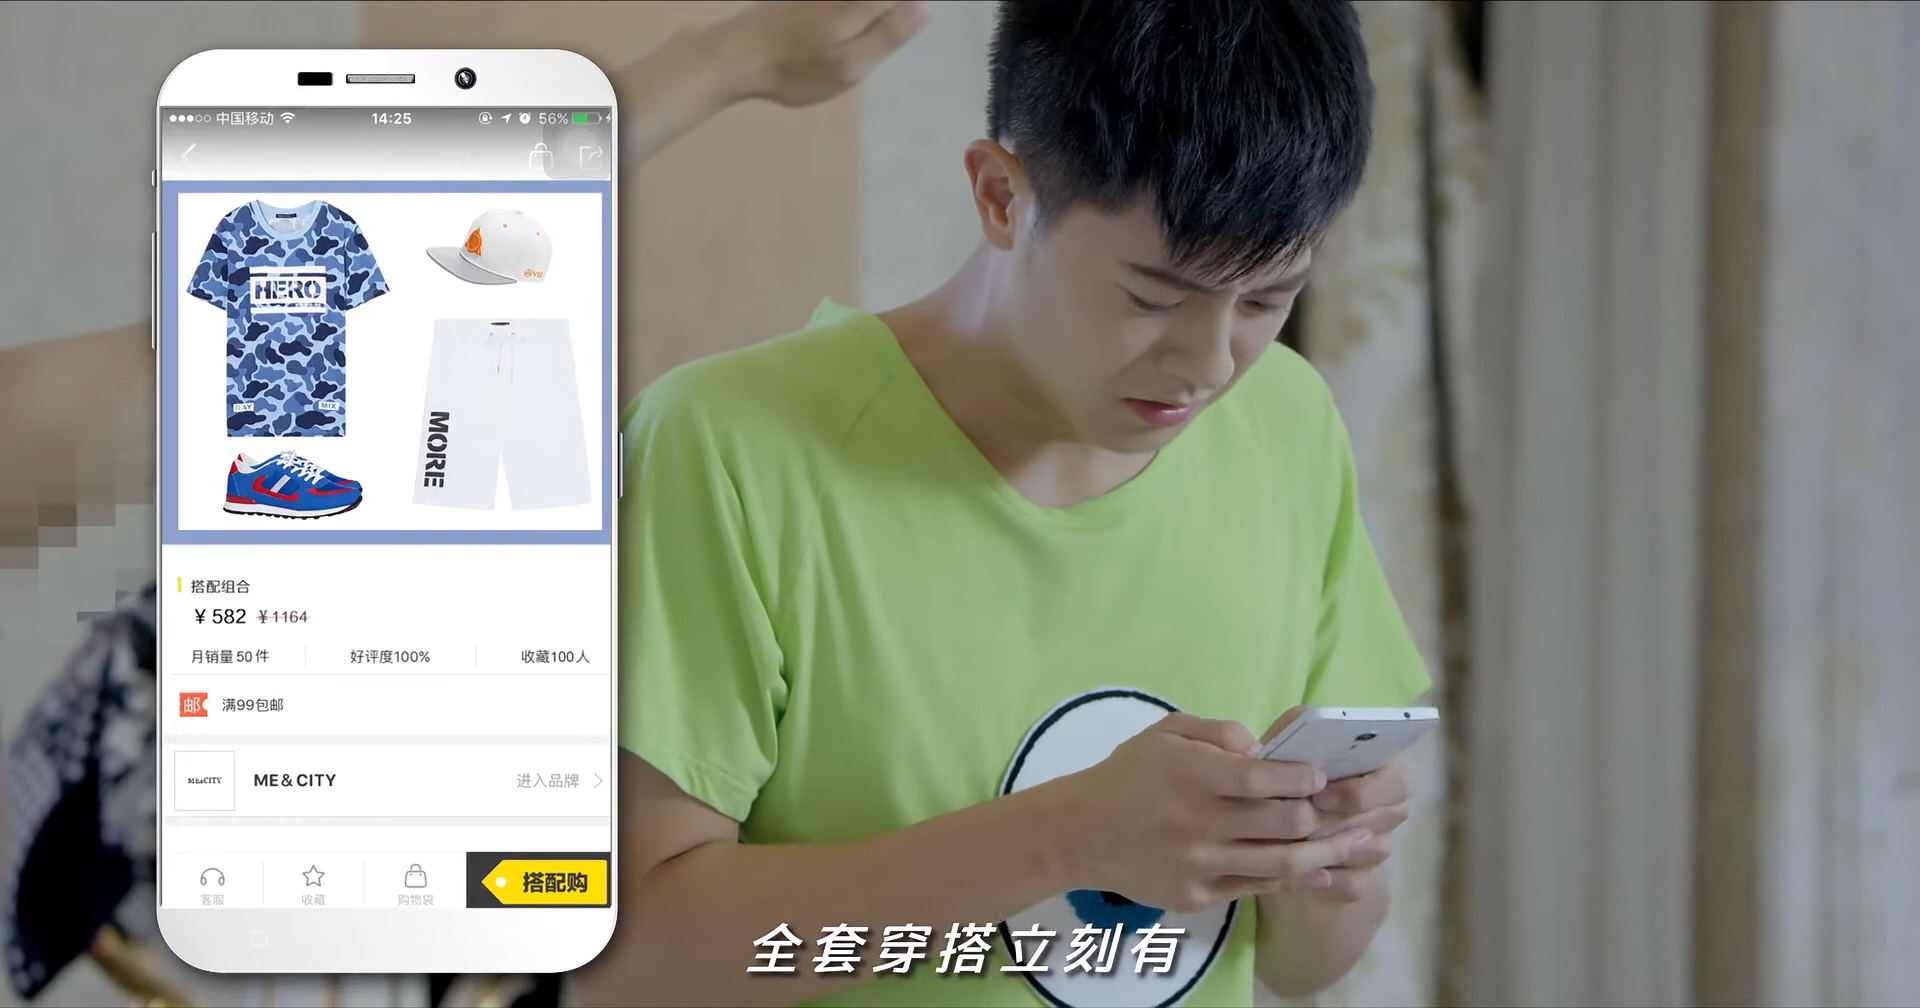 中国移动
14:25
56%
HERO
RAY
MIX
MORE
搭配组合
¥ 582 ¥1164
月销量50件
好评度100%
收藏100人
邮 满99包邮
ME&CITY
ME&CITY
进入品牌
客服
收藏
购物袋
搭配购
全套穿搭立刻有